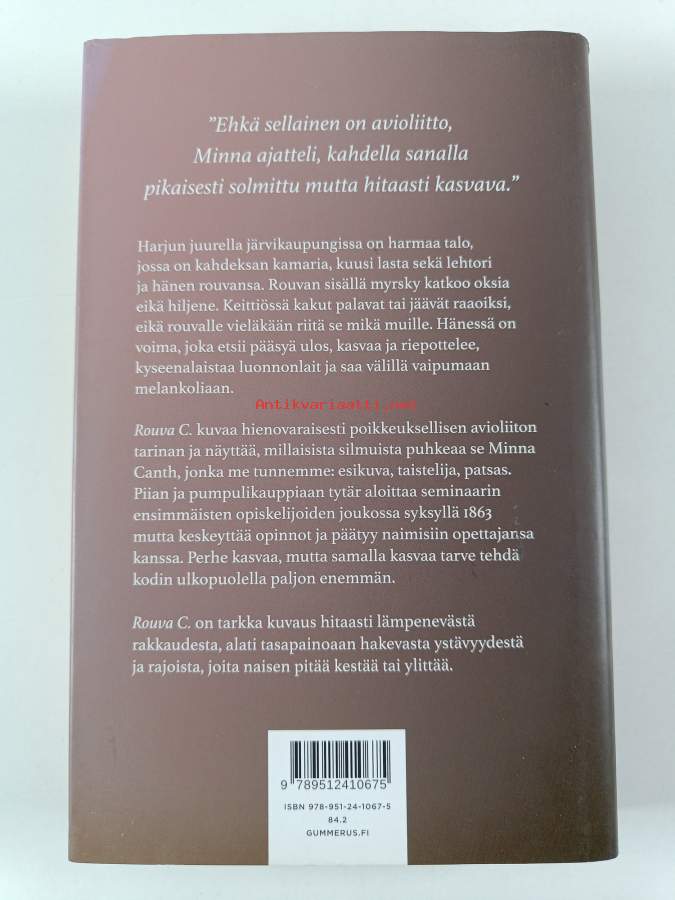 ”Ehkä sellainen on avioliitto,
Minna ajatteli, kahdella sanalla
pikaisesti solmittu mutta hitaasti kasvava.”
Harjun juurella järvikaupungissa on harmaa talo,
jossa on kahdeksan kamaria, kuusi lasta sekä lehtori
ja hänen rouvansa. Rouvan sisällä myrsky katkoo oksia
eikä hiljene. Keittiössä kakut palavat tai jäävät raaoiksi,
eikä rouvalle vieläkään riitä se mikä muille. Hänessä on
voima, joka etsii pääsyä ulos, kasvaa ja riepottelee,
kyseenalaistaa luonnonlait ja saa välillä vaipumaan
melankoliaan.
Antikvariaatti.net
Rouva C. kuvaa hienovaraisesti poikkeuksellisen avioliiton
tarinan ja näyttää, millaisista silmuista puhkeaa se Minna
Canth, jonka me tunnemme: esikuva, taistelija, patsas.
Piian ja pumpulikauppiaan tytär aloittaa seminaarin
ensimmäisten opiskelijoiden joukossa syksyllä 1863
mutta keskeyttää opinnot ja päätyy naimisiin opettajansa
kanssa. Perhe kasvaa, mutta samalla kasvaa tarve tehdä
kodin ulkopuolella paljon enemmän.
Rouva C. on tarkka kuvaus hitaasti lämpenevästä
rakkaudesta, alati tasapainoaan hakevasta ystävyydestä
ja rajoista, joita naisen pitää kestää tai ylittää.
9 789512 410675
ISBN 978-951-24-1067-5
84.2
GUMMERUS.FI